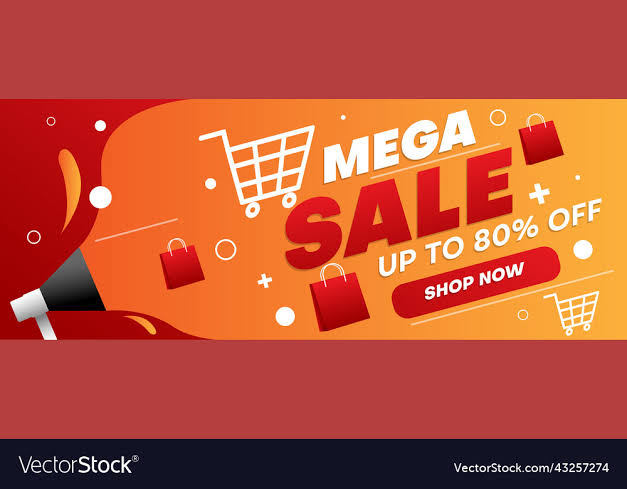 MEGA
SALE
UP TO 80% OFF
SHOP NOW
VectorStock®
VectorStock.com/43257274